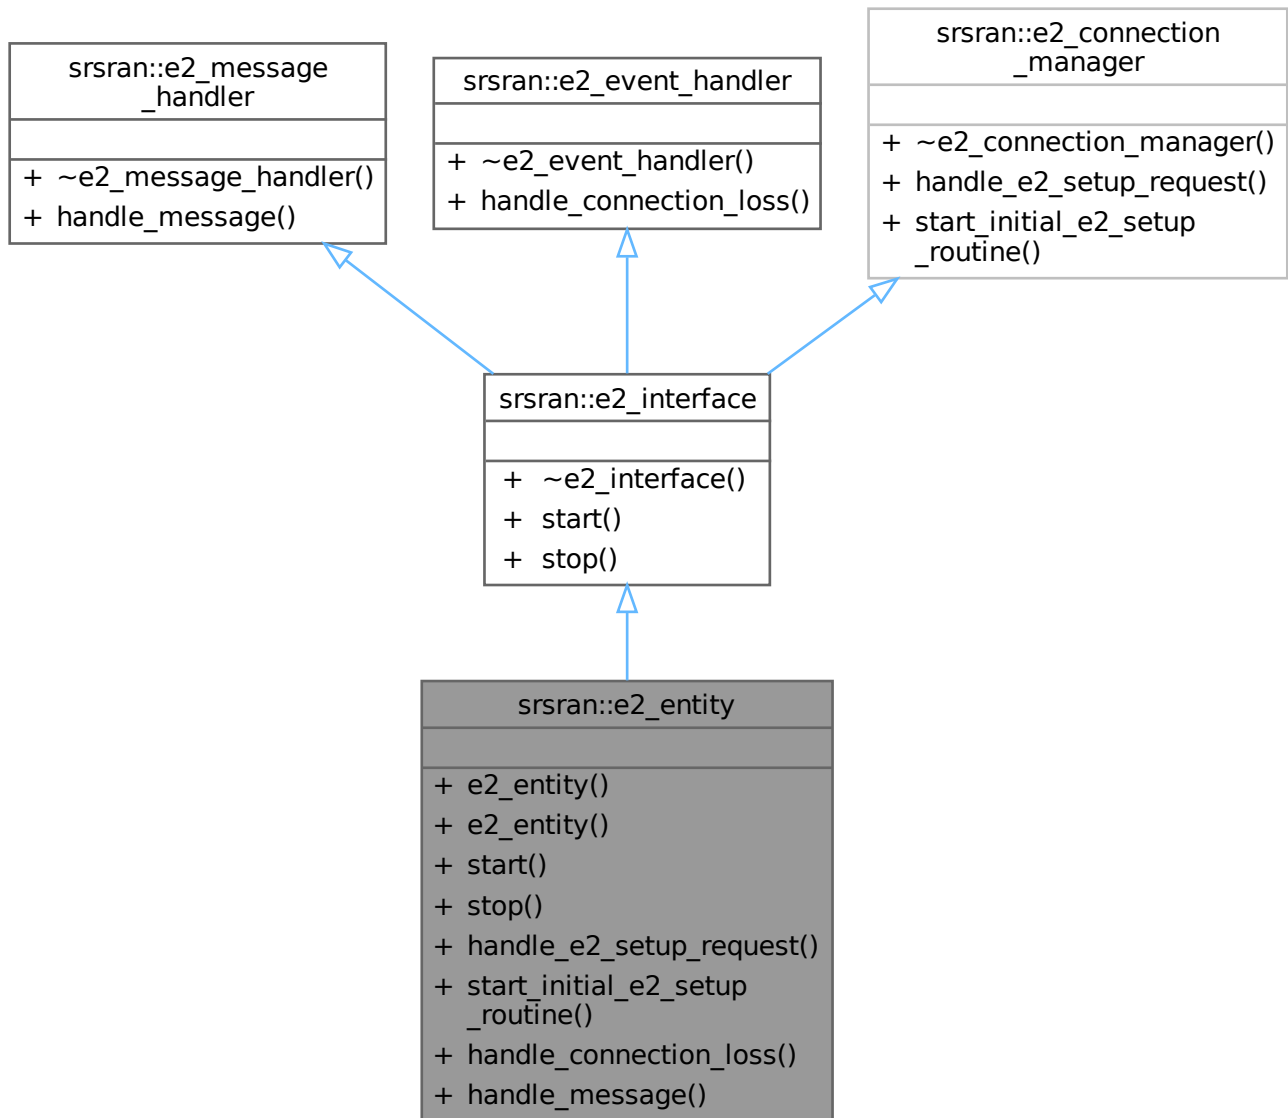 srsran::e2_message
_handler
+ ~e2_message_handler()
+ handle_message()
srsran::e2_event_handler
+ ~e2_event_handler()
+ handle_connection_loss()
srsran::e2_connection
_manager
+ ~e2_connection_manager()
+ handle_e2_setup_request()
+ start_initial_e2_setup
_routine()
srsran::e2_interface
+ ~e2_interface()
+ start()
+ stop()
srsran::e2_entity
+ e2_entity()
+ e2_entity()
+ start()
+ stop()
+ handle_e2_setup_request()
+ start_initial_e2_setup
_routine()
+ handle_connection_loss()
+ handle_message()